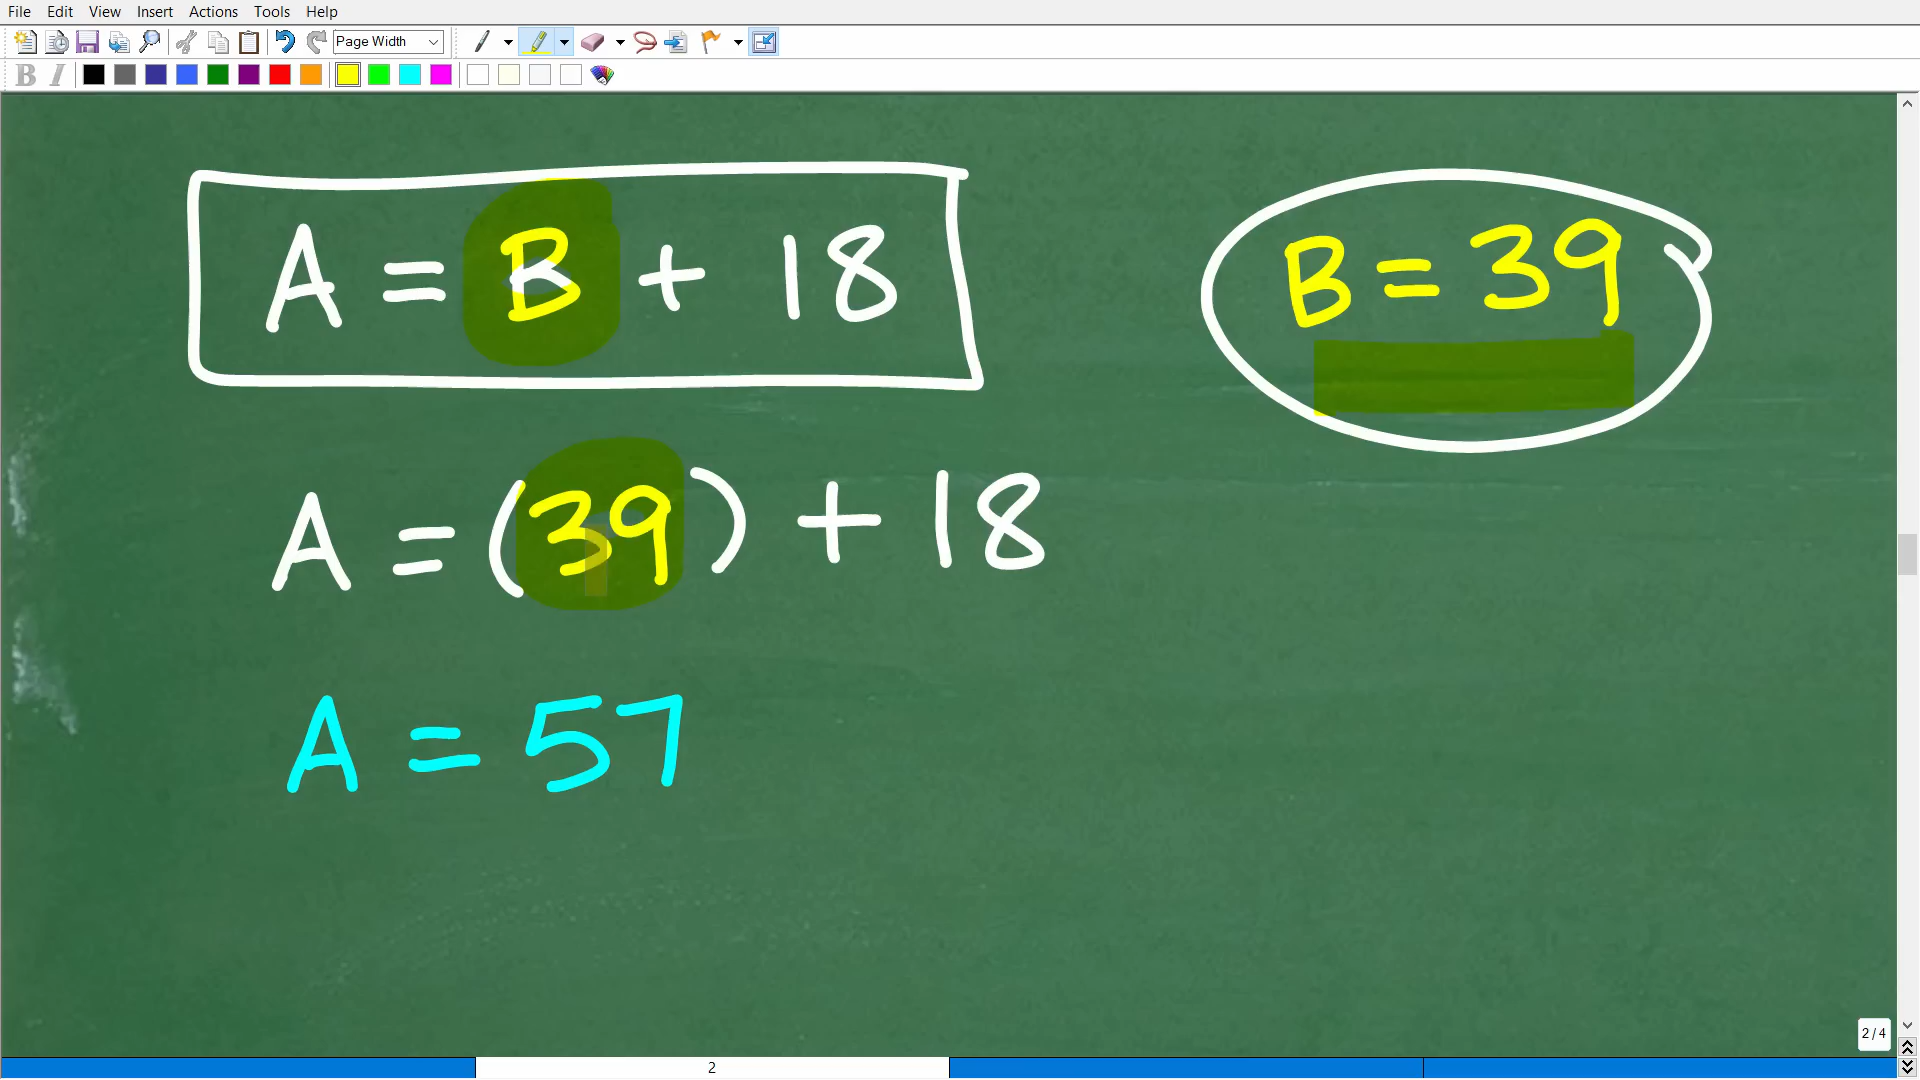 File Edit View Insert Actions Tools Help
Page Width
B I
A = B + 18
B = 39
A = (39) + 18
A = 57
2/4
2